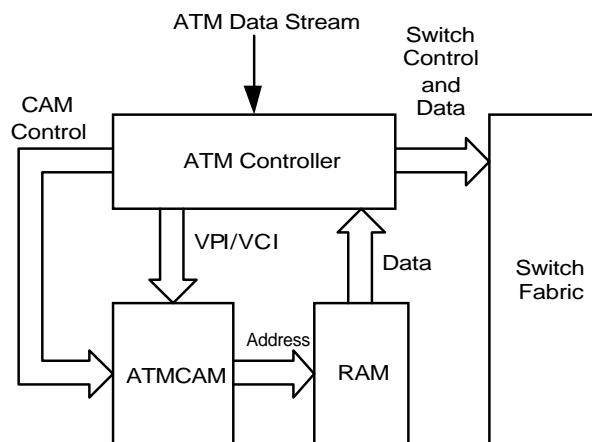 ATM Data Stream
Switch
Control
and
Data
CAM
Control
ATM Controller
VPI/VCI
Data
Switch
Fabric
Address
ATMCAM
RAM